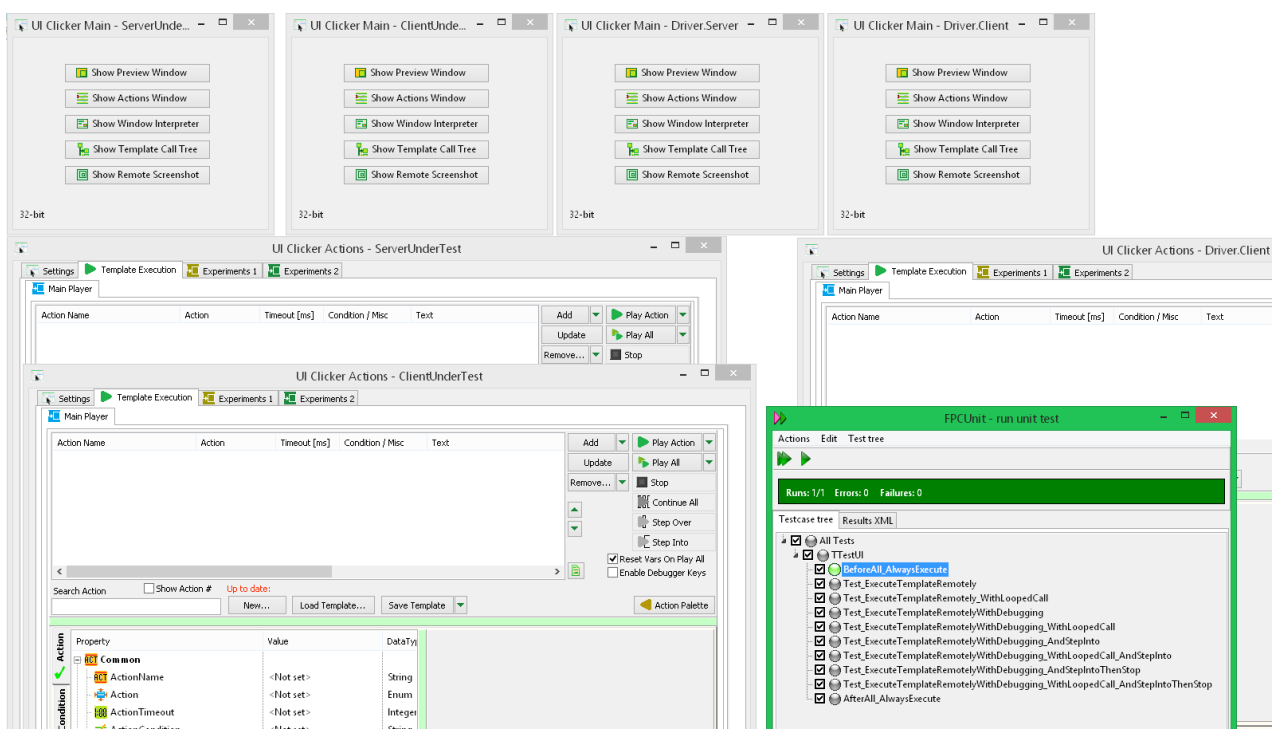 UI Clicker Main - ServerUnde...
Show Preview Window
Show Actions Window
Show Window Interpreter
Show Template Call Tree
Show Remote Screenshot
32-bit
UI Clicker Main - ClientUnde...
Show Preview Window
Show Actions Window
Show Window Interpreter
Show Template Call Tree
Show Remote Screenshot
32-bit
UI Clicker Main - Driver.Server
Show Preview Window
Show Actions Window
Show Window Interpreter
Show Template Call Tree
Show Remote Screenshot
32-bit
UI Clicker Main - Driver.Client
Show Preview Window
Show Actions Window
Show Window Interpreter
Show Template Call Tree
Show Remote Screenshot
32-bit
UI Clicker Actions - ServerUnderTest
Settings Template Execution Experiments 1 Experiments 2
Main Player
Action Name Action Timeout [ms] Condition / Misc Text
Add Play Action
Update Play All
Remove... Stop
UI Clicker Actions - Driver.Client
Settings Template Execution Experiments 1 Experiments 2
Main Player
Action Name Action Timeout [ms] Condition / Misc Text
UI Clicker Actions - ClientUnderTest
Settings Template Execution Experiments 1 Experiments 2
Main Player
Action Name Action Timeout [ms] Condition / Misc Text
Add Play Action
Update Play All
Remove... Stop
Continue All
Step Over
Step Into
Reset Vars On Play All
Enable Debugger Keys
Search Action Show Action # Up to date:
New... Load Template... Save Template Action Palette
Action
Condition
Property Value DataTy
ACT Common
ACT ActionName <Not set> String
Action <Not set> Enum
ActionTimeout <Not set> Integer
ActionCondition <Not set> String
FPCUnit - run unit test
Actions Edit Test tree
Runs: 1/1 Errors: 0 Failures: 0
Testcase tree Results XML
All Tests
TTestUI
BeforeAll_AlwaysExecute
Test_ExecuteTemplateRemotely
Test_ExecuteTemplateRemotely_WithLoopedCall
Test_ExecuteTemplateRemotelyWithDebugging
Test_ExecuteTemplateRemotelyWithDebugging_WithLoopedCall
Test_ExecuteTemplateRemotelyWithDebugging_AndStepInto
Test_ExecuteTemplateRemotelyWithDebugging_WithLoopedCall_AndStepInto
Test_ExecuteTemplateRemotelyWithDebugging_AndStepIntoThenStop
Test_ExecuteTemplateRemotelyWithDebugging_WithLoopedCall_AndStepIntoThenStop
AfterAll_AlwaysExecute